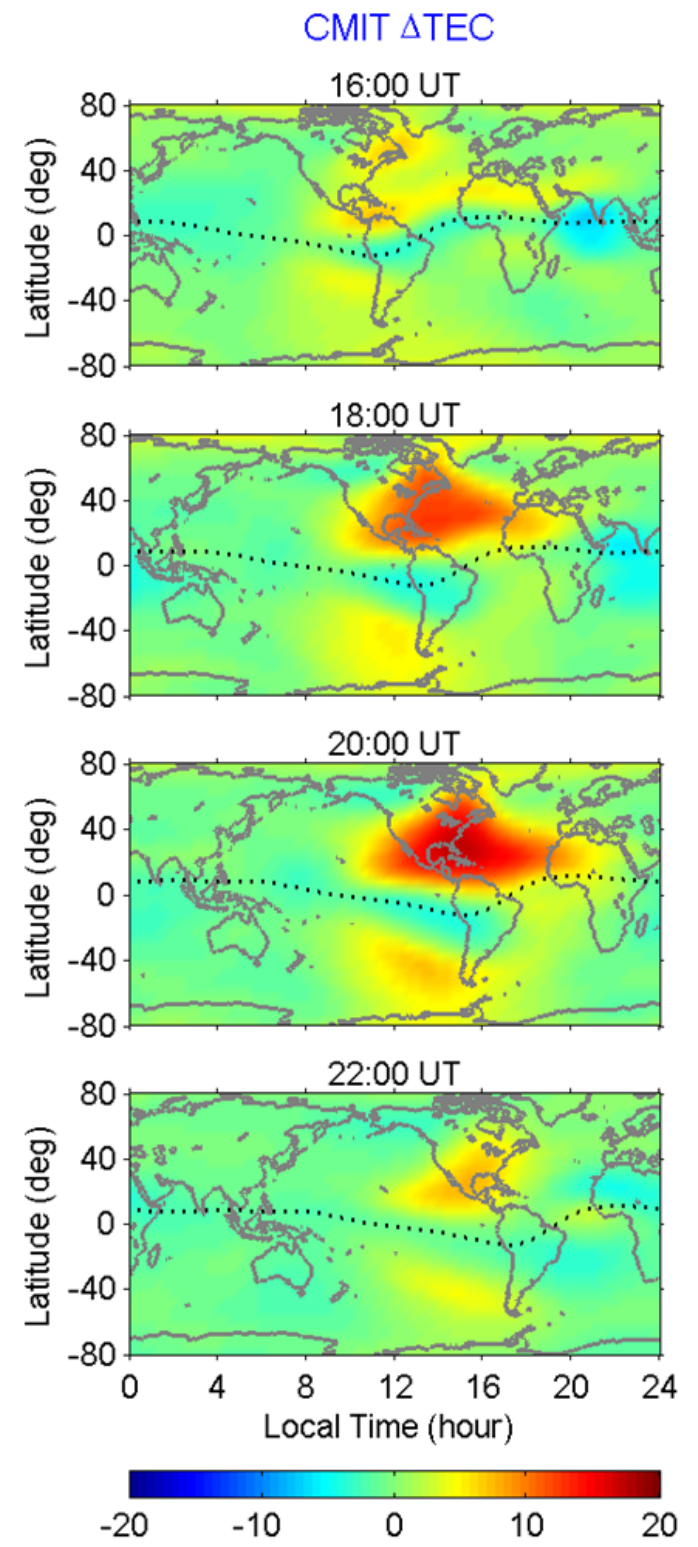 CMIT ΔTEC
16:00 UT
80
40
0
-40
-80
Latitude (deg)
18:00 UT
80
40
0
-40
-80
Latitude (deg)
20:00 UT
80
40
0
-40
-80
Latitude (deg)
22:00 UT
80
40
0
-40
-80
Latitude (deg)
0 4 8 12 16 20 24
Local Time (hour)
-20 -10 0 10 20